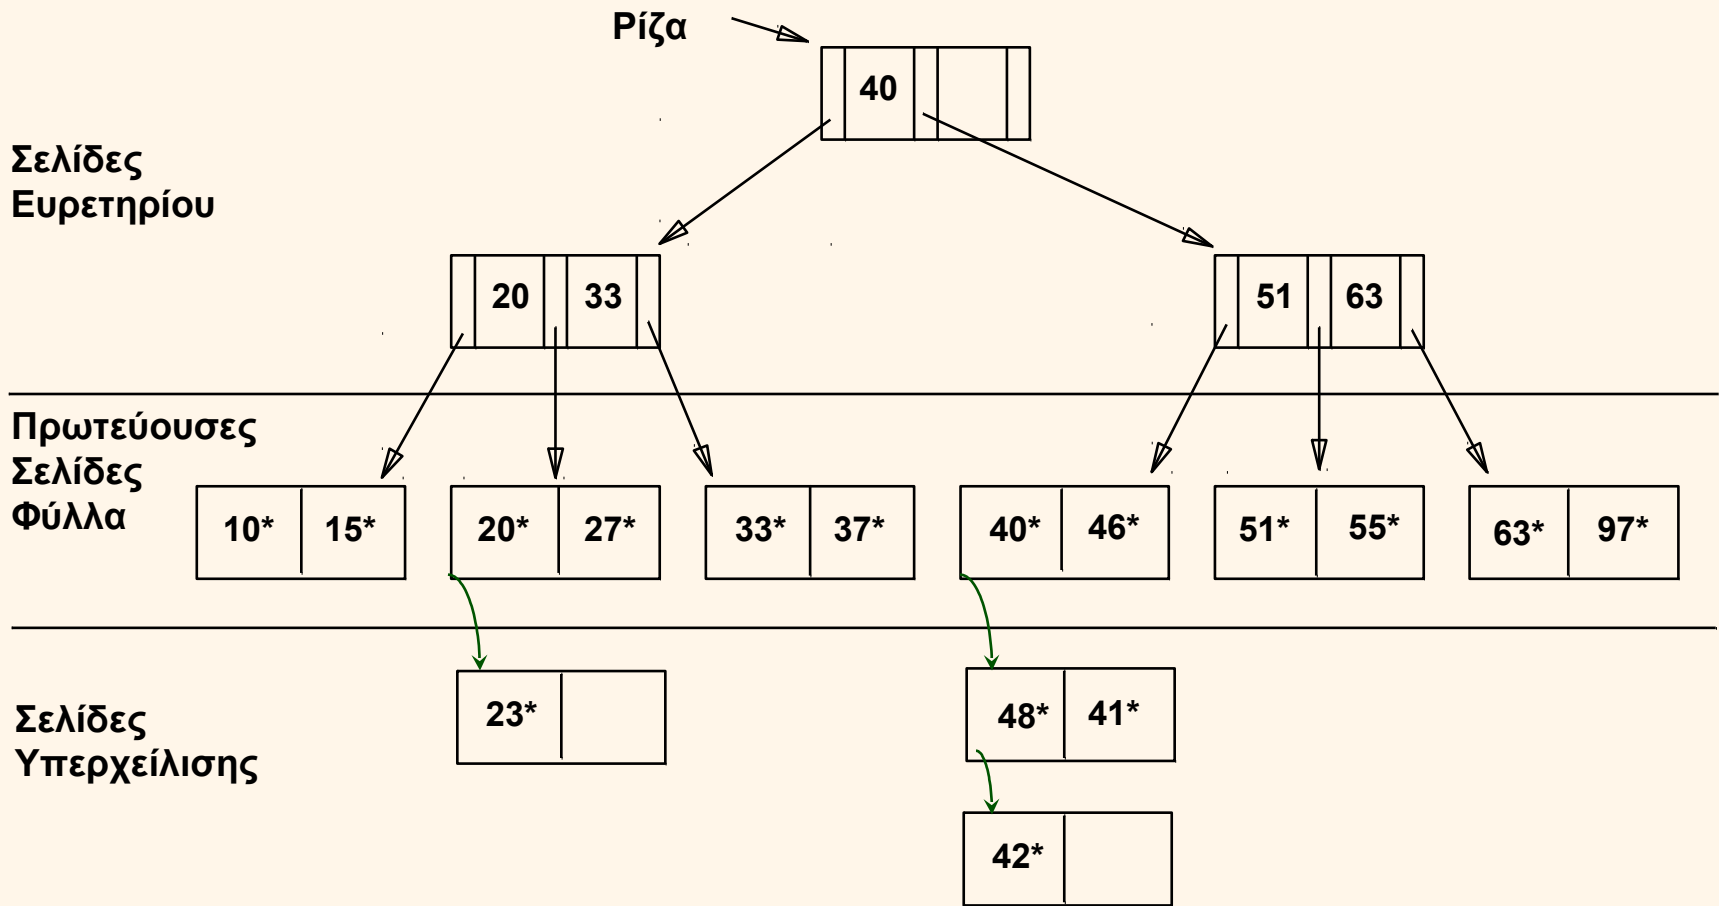 Ρίζα
40
Σελίδες
Ευρετηρίου
20 33 51 63
Πρωτεύουσες
Σελίδες
Φύλλα
10* 15* 20* 27* 33* 37* 40* 46* 51* 55* 63* 97*
Σελίδες
Υπερχείλισης
23* 48* 41*
42*